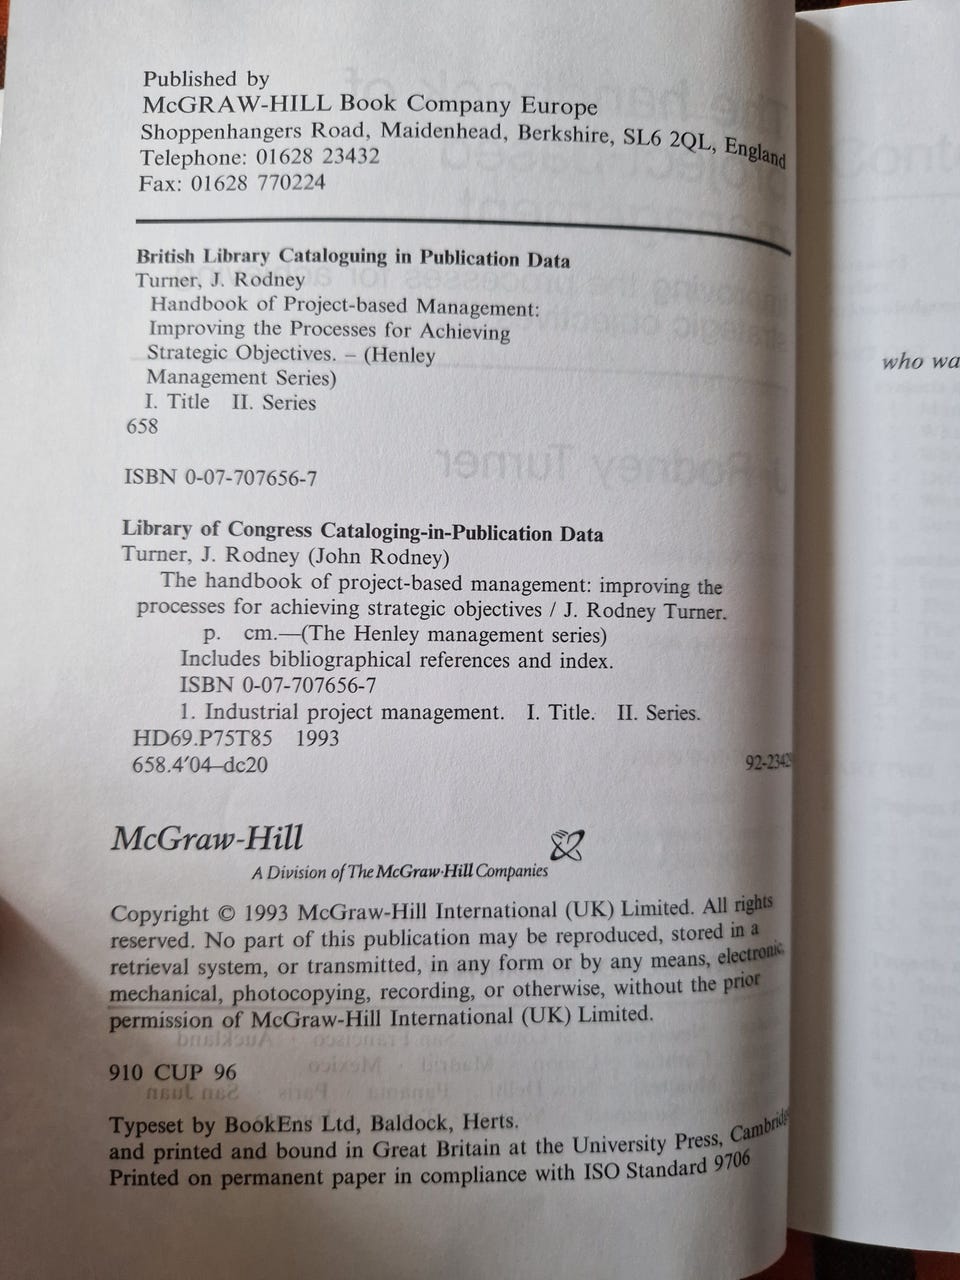 Published by
McGRAW-HILL Book Company Europe
Shoppenhangers Road, Maidenhead, Berkshire, SL6 2QL, England
Telephone: 01628 23432
Fax: 01628 770224
British Library Cataloguing in Publication Data
Turner, J. Rodney
Handbook of Project-based Management:
Improving the Processes for Achieving
Strategic Objectives. – (Henley
Management Series)
I. Title II. Series
658
ISBN 0-07-707656-7
Library of Congress Cataloging-in-Publication Data
Turner, J. Rodney (John Rodney)
The handbook of project-based management: improving the
processes for achieving strategic objectives / J. Rodney Turner.
p. cm.—(The Henley management series)
Includes bibliographical references and index.
ISBN 0-07-707656-7
1. Industrial project management. I. Title. II. Series.
HD69.P75T85 1993
658.4′04–dc20
McGraw-Hill
A Division of The McGraw·Hill Companies
Copyright © 1993 McGraw-Hill International (UK) Limited. All rights
reserved. No part of this publication may be reproduced, stored in a
retrieval system, or transmitted, in any form or by any means, electronic
mechanical, photocopying, recording, or otherwise, without the prior
permission of McGraw-Hill International (UK) Limited.
910 CUP 96
Typeset by BookEns Ltd, Baldock, Herts.
and printed and bound in Great Britain at the University Press,
Printed on permanent paper in compliance with ISO Standard 9706
who